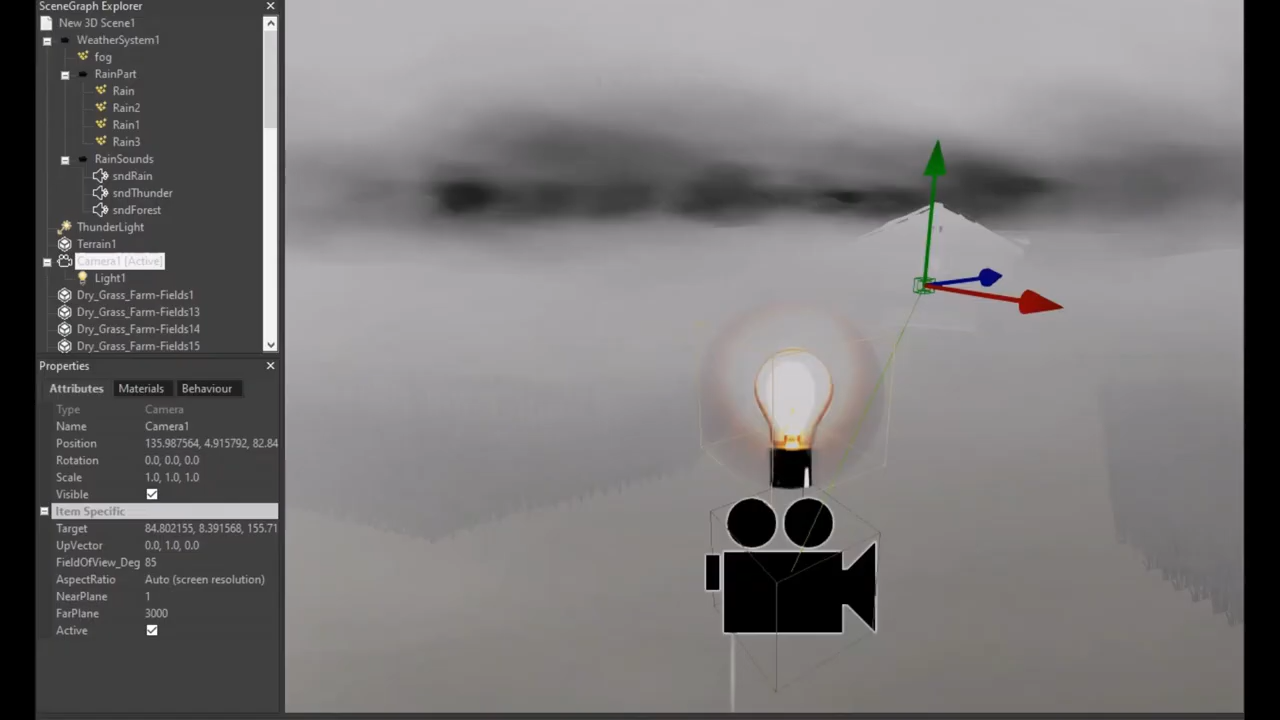 SceneGraph Explorer
New 3D Scene1
WeatherSystem1
fog
RainPart
Rain
Rain2
Rain1
Rain3
RainSounds
sndRain
sndThunder
sndForest
ThunderLight
Terrain1
Camera1 [Active]
Light1
Dry_Grass_Farm-Fields1
Dry_Grass_Farm-Fields13
Dry_Grass_Farm-Fields14
Dry_Grass_Farm-Fields15
Properties
Attributes Materials Behaviour
Type Camera
Name Camera1
Position 135.987564, 4.915792, 82.84
Rotation 0.0, 0.0, 0.0
Scale 1.0, 1.0, 1.0
Visible
Item Specific
Target 84.802155, 8.391568, 155.71
UpVector 0.0, 1.0, 0.0
FieldOfView_Deg 85
AspectRatio Auto (screen resolution)
NearPlane 1
FarPlane 3000
Active